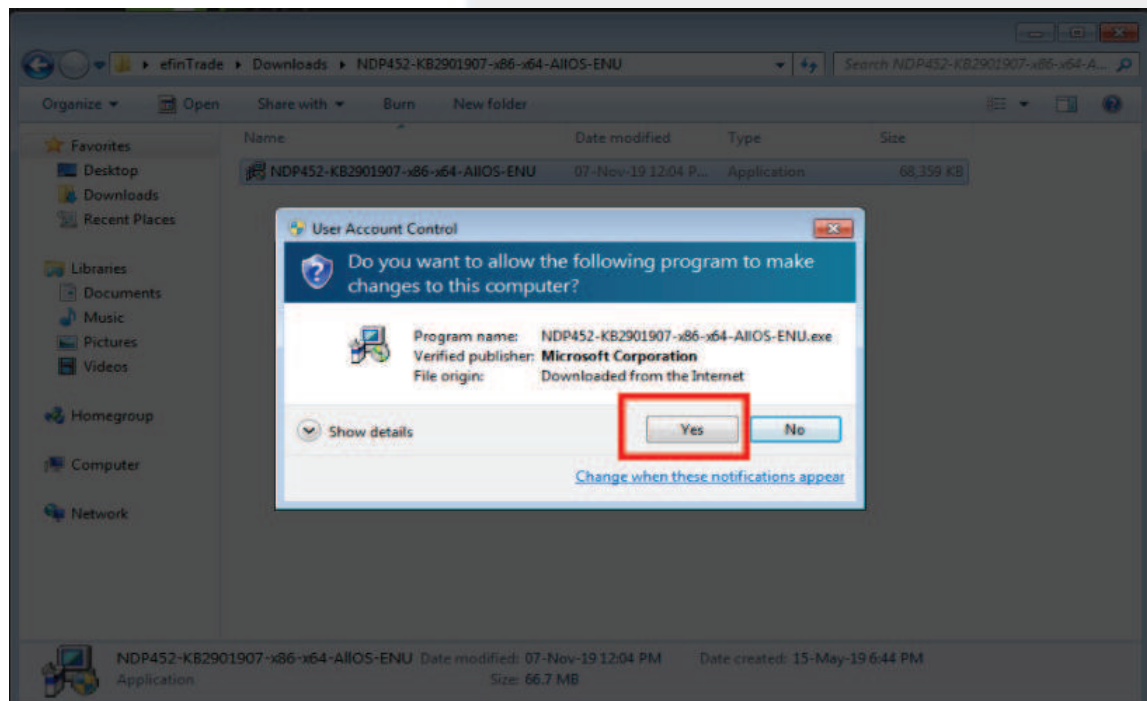 efinTrade ▸ Downloads ▸ NDP452-KB2901907-x86-x64-AllOS-ENU
Search NDP452-KB2901907-x86-x64-A...
Organize Open Share with Burn New folder
Name Date modified Type Size
NDP452-KB2901907-x86-x64-AllOS-ENU 07-Nov-19 12:04 P... Application 68,359 KB
Favorites
Desktop
Downloads
Recent Places
Libraries
Documents
Music
Pictures
Videos
Homegroup
Computer
Network
User Account Control
Do you want to allow the following program to make
changes to this computer?
Program name: NDP452-KB2901907-x86-x64-AllOS-ENU.exe
Verified publisher: Microsoft Corporation
File origin: Downloaded from the Internet
Show details Yes No
Change when these notifications appear
NDP452-KB2901907-x86-x64-AllOS-ENU Date modified: 07-Nov-19 12:04 PM Date created: 15-May-19 6:44 PM
Application Size: 66.7 MB